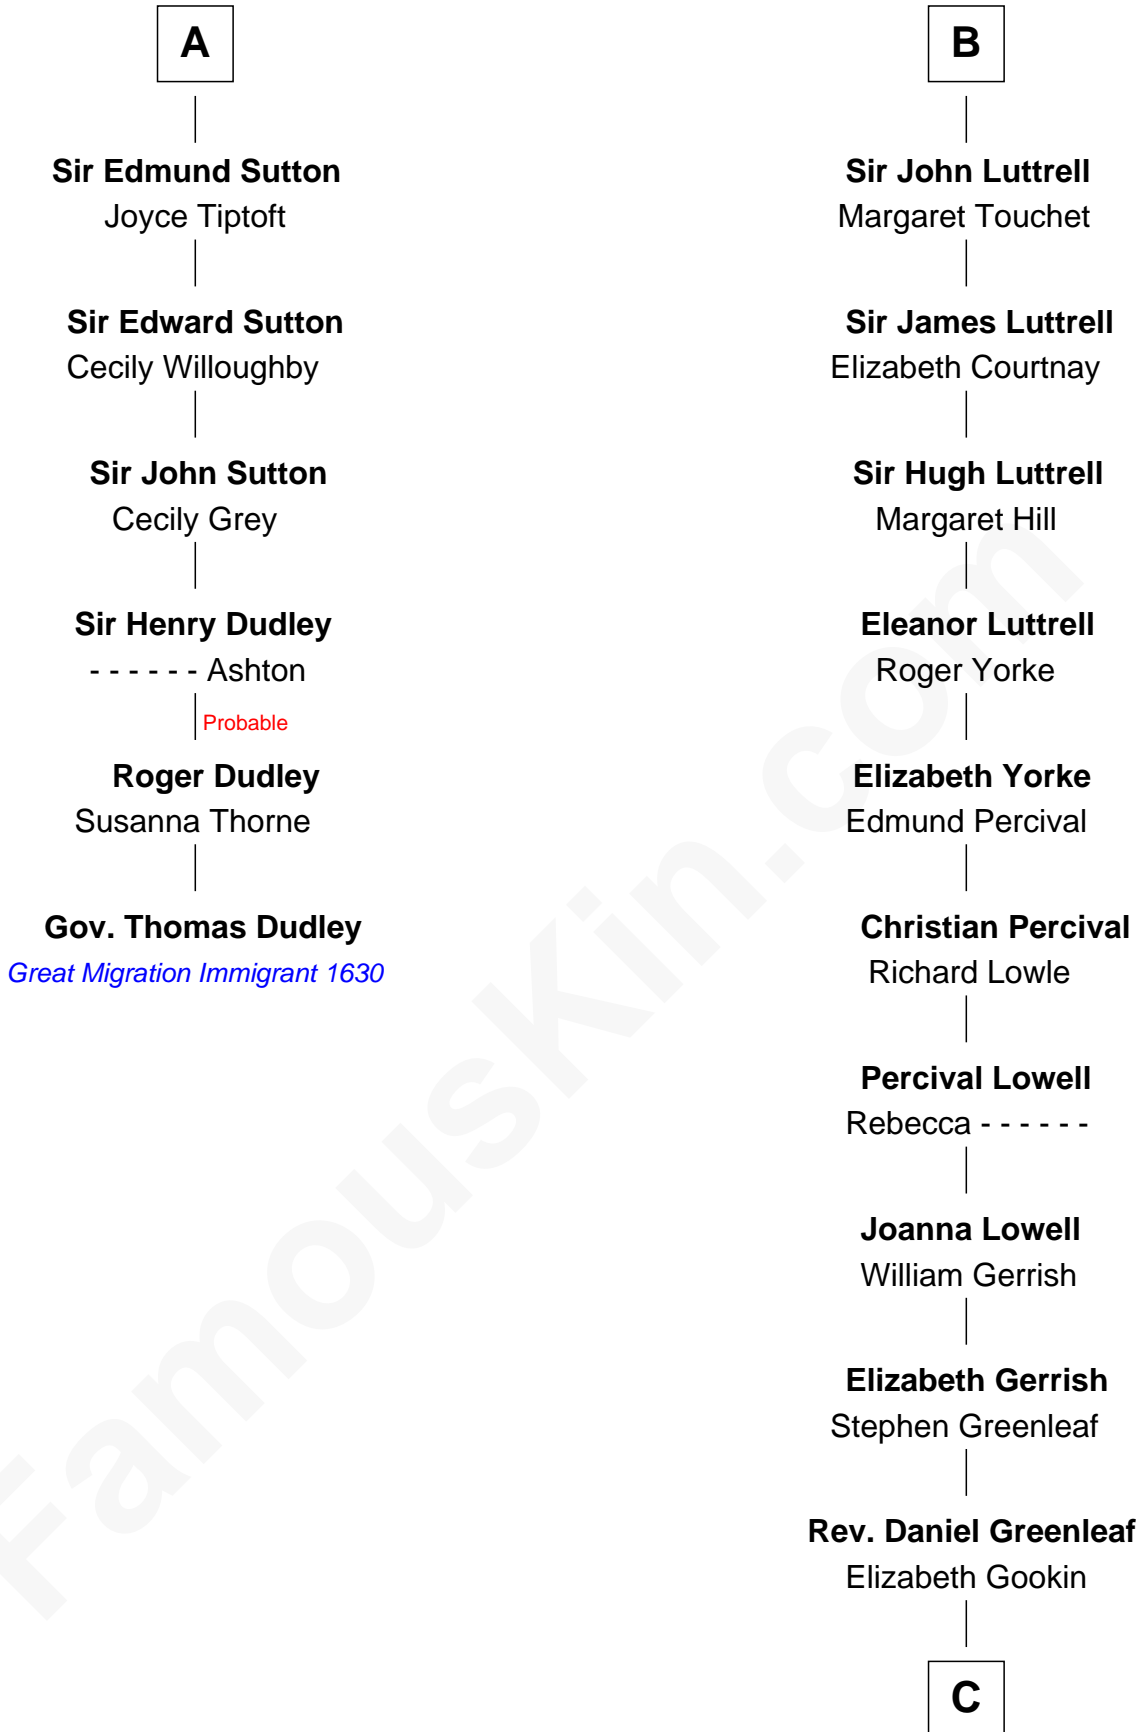 A
Sir Edmund Sutton
Joyce Tiptoft
Sir Edward Sutton
Cecily Willoughby
Sir John Sutton
Cecily Grey
Sir Henry Dudley
- - - - - - Ashton
Probable
Roger Dudley
Susanna Thorne
Gov. Thomas Dudley
Great Migration Immigrant 1630
B
Sir John Luttrell
Margaret Touchet
Sir James Luttrell
Elizabeth Courtnay
Sir Hugh Luttrell
Margaret Hill
Eleanor Luttrell
Roger Yorke
Elizabeth Yorke
Edmund Percival
Christian Percival
Richard Lowle
Percival Lowell
Rebecca - - - - - -
Joanna Lowell
William Gerrish
Elizabeth Gerrish
Stephen Greenleaf
Rev. Daniel Greenleaf
Elizabeth Gookin
C
FamousKin.com